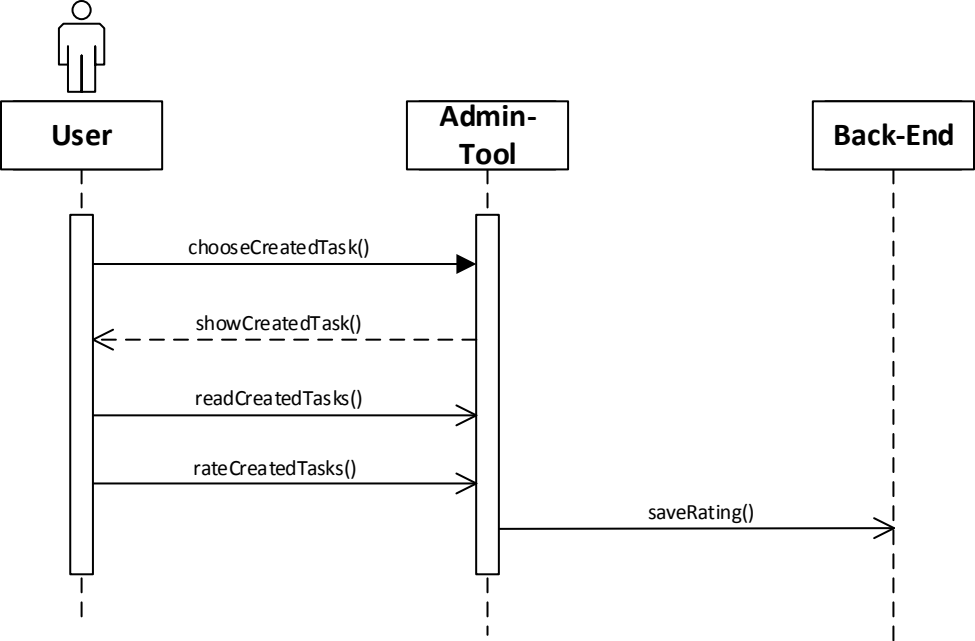 User
Admin-
Tool
Back-End
chooseCreatedTask()
showCreatedTask()
readCreatedTasks()
rateCreatedTasks()
saveRating()